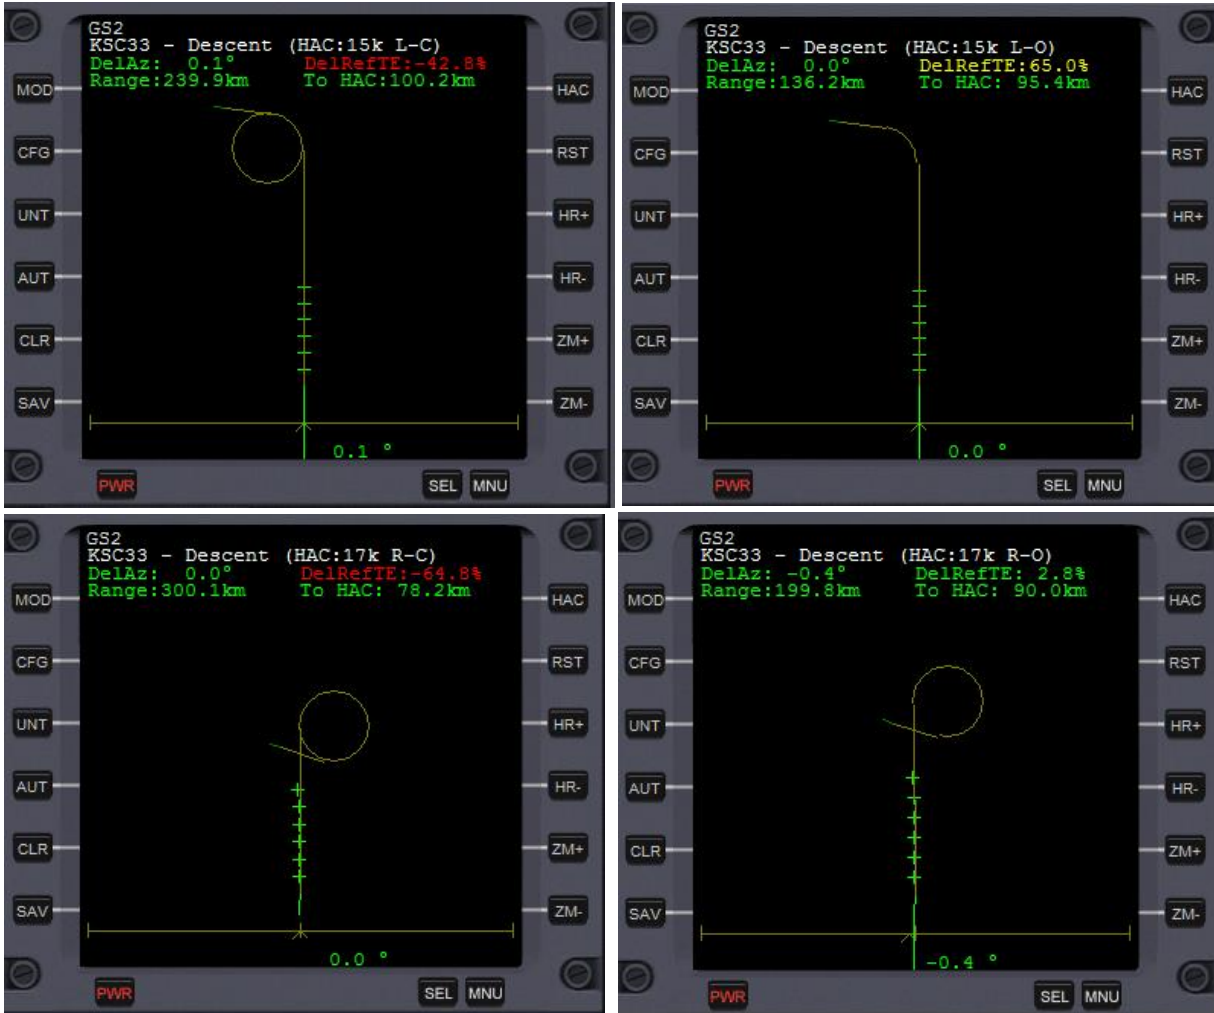 GS2
KSC33 - Descent (HAC:15k L-C)
DelAz: 0.1° DelRefTE:-42.8%
Range:239.9km To HAC:100.2km
MOD HAC
CFG RST
UNT HR+
AUT HR-
CLR ZM+
SAV ZM-
0.1 °
PWR SEL MNU
GS2
KSC33 - Descent (HAC:15k L-O)
DelAz: 0.0° DelRefTE:65.0%
Range:136.2km To HAC: 95.4km
MOD HAC
CFG RST
UNT HR+
AUT HR-
CLR ZM+
SAV ZM-
0.0 °
PWR SEL MNU
GS2
KSC33 - Descent (HAC:17k R-C)
DelAz: 0.0° DelRefTE:-64.8%
Range:300.1km To HAC: 78.2km
MOD HAC
CFG RST
UNT HR+
AUT HR-
CLR ZM+
SAV ZM-
0.0 °
PWR SEL MNU
GS2
KSC33 - Descent (HAC:17k R-O)
DelAz: -0.4° DelRefTE: 2.8%
Range:199.8km To HAC: 90.0km
MOD HAC
CFG RST
UNT HR+
AUT HR-
CLR ZM+
SAV ZM-
-0.4 °
PWR SEL MNU